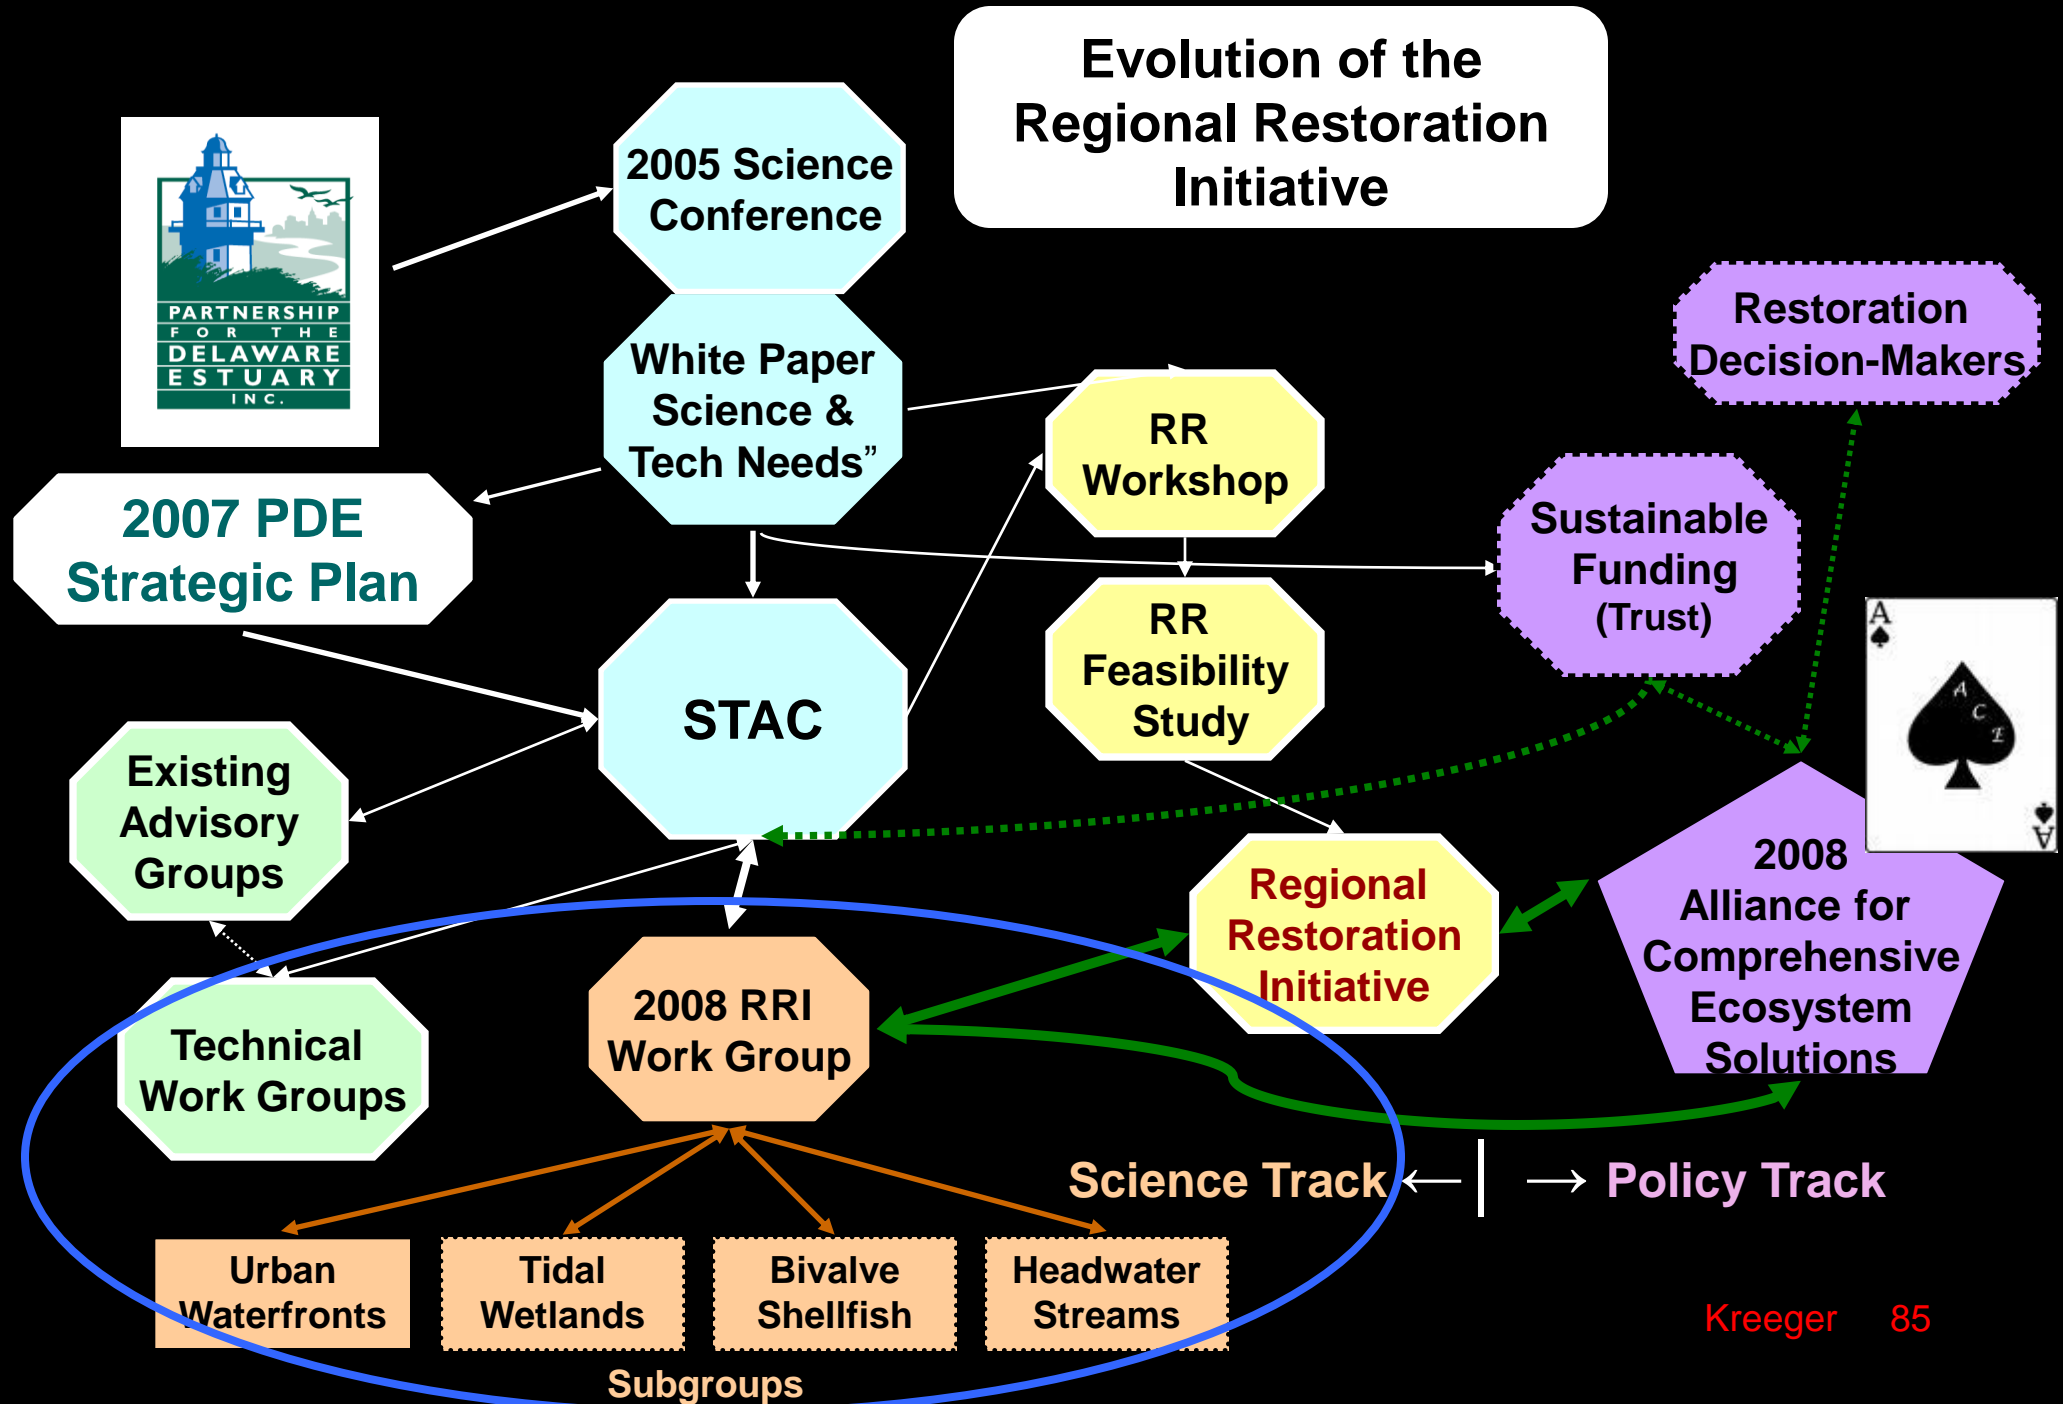 Evolution of the
Regional Restoration
Initiative
PARTNERSHIP
FOR THE
DELAWARE
ESTUARY
INC.
2005 Science
Conference
White Paper
Science &
Tech Needs”
2007 PDE
Strategic Plan
RR
Workshop
RR
Feasibility
Study
Restoration
Decision-Makers
Sustainable
Funding
(Trust)
A
A
C
E
A
STAC
Existing
Advisory
Groups
Technical
Work Groups
2008 RRI
Work Group
Regional
Restoration
Initiative
2008
Alliance for
Comprehensive
Ecosystem
Solutions
Science Track ← | → Policy Track
Urban
Waterfronts
Tidal
Wetlands
Bivalve
Shellfish
Headwater
Streams
Subgroups
Kreeger 85